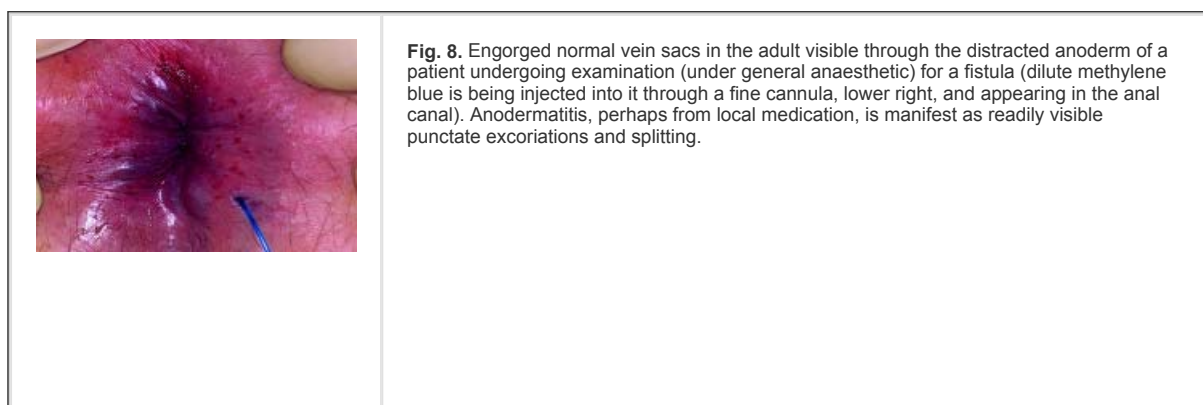 Fig. 8. Engorged normal vein sacs in the adult visible through the distracted anoderm of a
patient undergoing examination (under general anaesthetic) for a fistula (dilute methylene
blue is being injected into it through a fine cannula, lower right, and appearing in the anal
canal). Anodermatitis, perhaps from local medication, is manifest as readily visible
punctate excoriations and splitting.